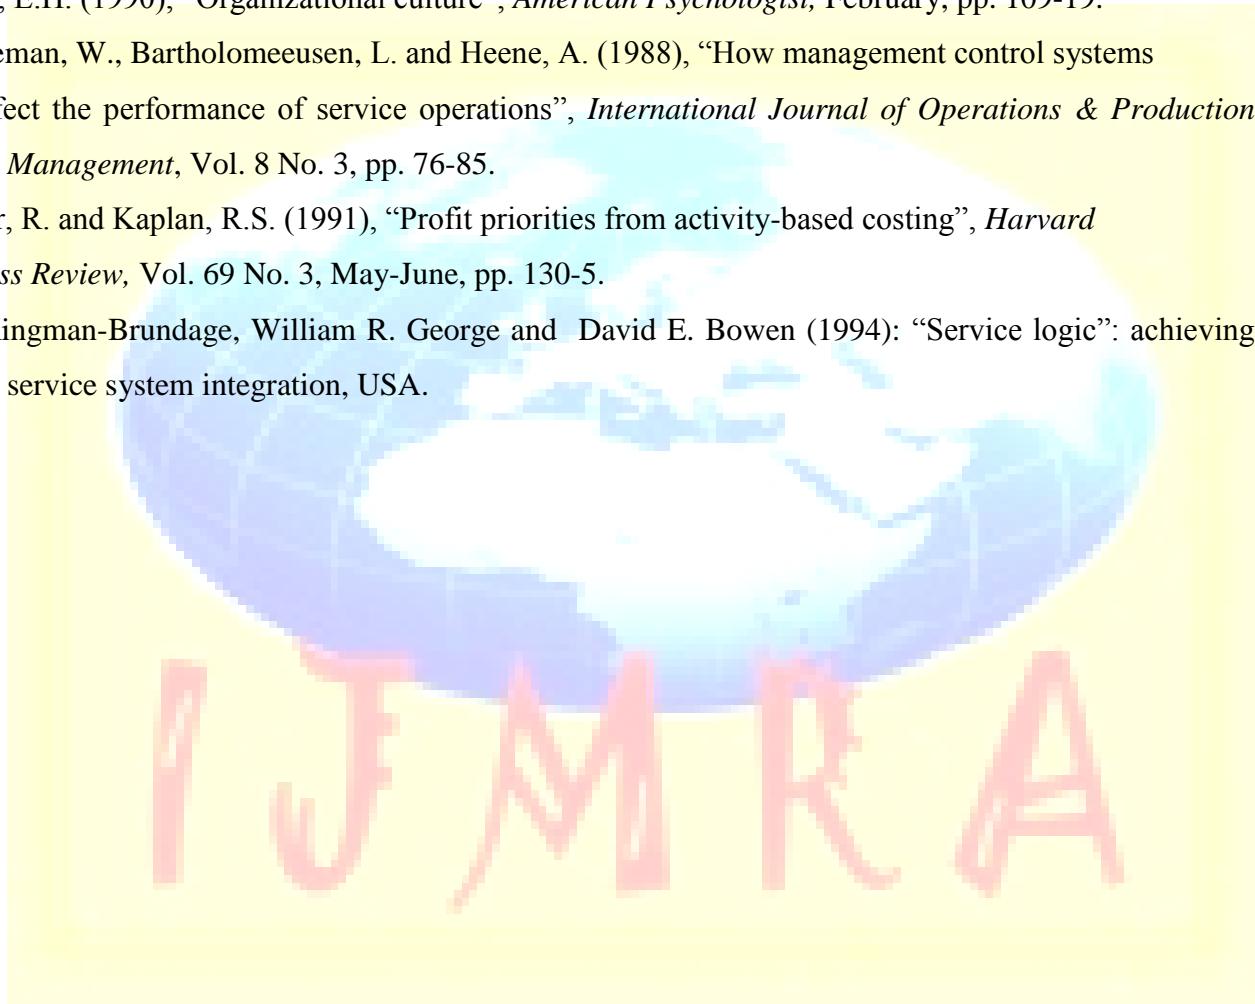 E.H. (1990), “Organizational culture”, American Psychologist, February, pp. 109-19.
eman, W., Bartholomeeusen, L. and Heene, A. (1988), “How management control systems
fect the performance of service operations”, International Journal of Operations & Production
Management, Vol. 8 No. 3, pp. 76-85.
r, R. and Kaplan, R.S. (1991), “Profit priorities from activity-based costing”, Harvard
ss Review, Vol. 69 No. 3, May-June, pp. 130-5.
ingman-Brundage, William R. George and David E. Bowen (1994): “Service logic”: achieving
service system integration, USA.
IJMRA